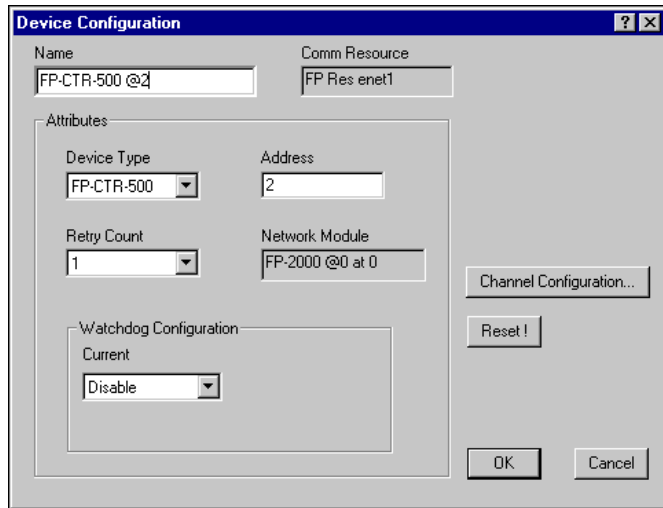 Device Configuration ? ×
Name Comm Resource
FP-CTR-500 @2 FP Res enet1
Attributes
Device Type Address
FP-CTR-500 2
Retry Count Network Module
1 FP-2000 @0 at 0
Channel Configuration...
Watchdog Configuration Reset !
Current
Disable
OK Cancel